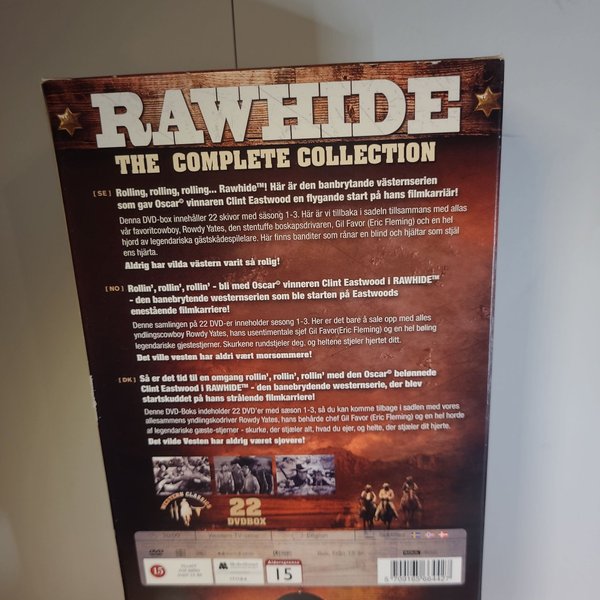 RAWHIDE
THE COMPLETE COLLECTION
[SE] Rolling, rolling, rolling... Rawhide™! Här är den banbrytande västernserien
som gav Oscar© vinnaren Clint Eastwood en flygande start på hans filmkarriär!
Denna DVD-box innehåller 22 skivor med säsong 1-3. Här är vi tillbaka i sadeln tillsammans med allas
vår favoritcowboy, Rowdy Yates, den stentuffe boskapsdrivaren, Gil Favor (Eric Fleming) och en hel
hjord av legendariska gästskådespilelare. Här finns banditer som rånar en blind och hjältar som stjäl
ens hjärta.
Aldrig har vilda västern varit så rolig!
[NO] Rollin', rollin', rollin' - bli med Oscar© vinneren Clint Eastwood i RAWHIDE™
- den banebrytende westernserien som ble starten på Eastwoods
enestående filmkarriere!
Denne samlingen på 22 DVD-er inneholder sesong 1-3. Her er det bare å sale opp med alles
yndlingscowboy Rowdy Yates, hans usentimentale sjef Gil Favor(Eric Fleming) og en hel bøling
legendariske gjestestjerner. Skurkene rundstjeler deg, og heltene stjeler hjertet ditt.
Det ville vesten har aldri vært morsommere!
[DK] Så er det tid til en omgang rollin', rollin', rollin' med den Oscar© belønnede
Clint Eastwood i RAWHIDE™ - den banebrydende westernserie, der blev
startskuddet på hans strålende filmkarriere!
Denne DVD-Boks indeholder 22 DVD'er med sæson 1-3, så du kan komme tilbage i sadlen med vores
allesammens yndlingskodriver Rowdy Yates, hans behårde chef Gil Favor (Eric Fleming) og en hel horde
af legendariske gæste-stjerner - skurke, der stjæler alt, hvad du ejer, og helte, der stjæler dit hjerte.
Det vilde Vesten har aldrig været sjovere!
WESTERN CLASSICS
22
DVDBOX
English
DVD
15
Aldersgrense
15
5709165664427